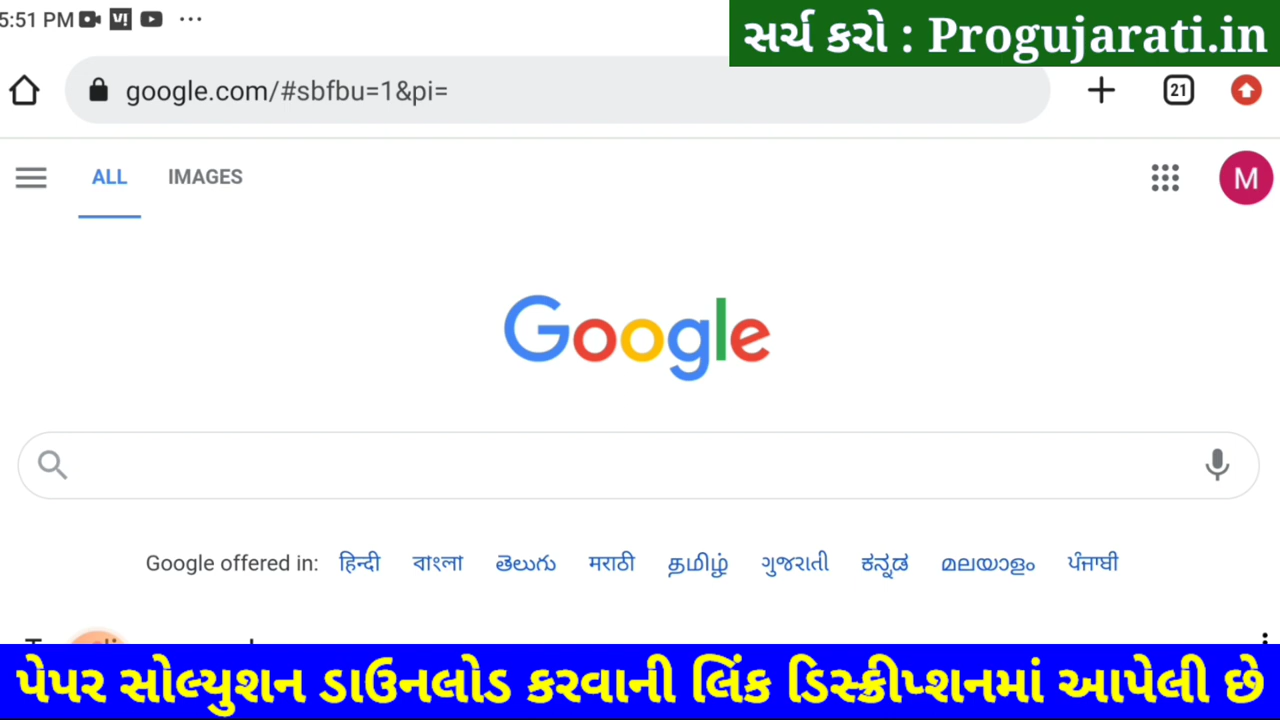 5:51 PM
સર્ચ કરો : Progujarati.in
google.com/#sbfbu=1&pi=
21
ALL IMAGES
M
Google
Google offered in: हिन्दी বাংলা తెలుగు मराठी தமிழ் ગુજરાતી ಕನ್ನಡ മലയാളം ਪੰਜਾਬੀ
પેપર સોલ્યુશન ડાઉનલોડ કરવાની લિંક ડિસ્ક્રીપ્શનમાં આપેલી છે